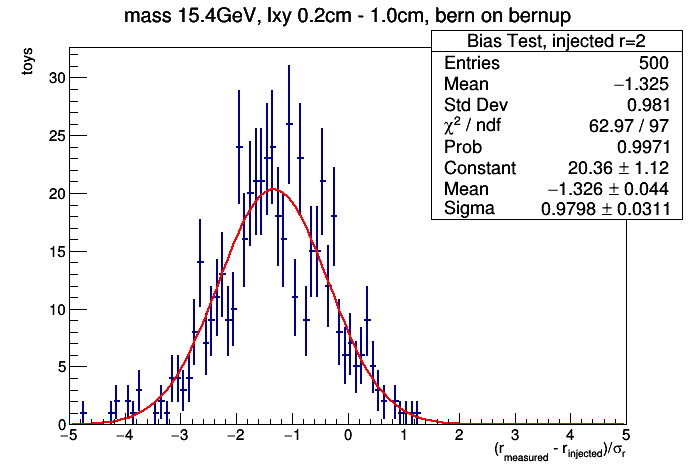 mass 15.4GeV, lxy 0.2cm - 1.0cm, bern on bernup
Bias Test, injected r=2
Entries 500
Mean −1.325
Std Dev 0.981
χ² / ndf 62.97 / 97
Prob 0.9971
Constant 20.36 ± 1.12
Mean −1.326 ± 0.044
Sigma 0.9798 ± 0.0311
toys
30
25
20
15
10
5
0
−5 −4 −3 −2 −1 0 1 2 3 4 5
(r_measured - r_injected)/σ_r